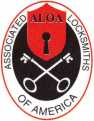 ALOA
ASSOCIATED LOCKSMITHS
OF AMERICA